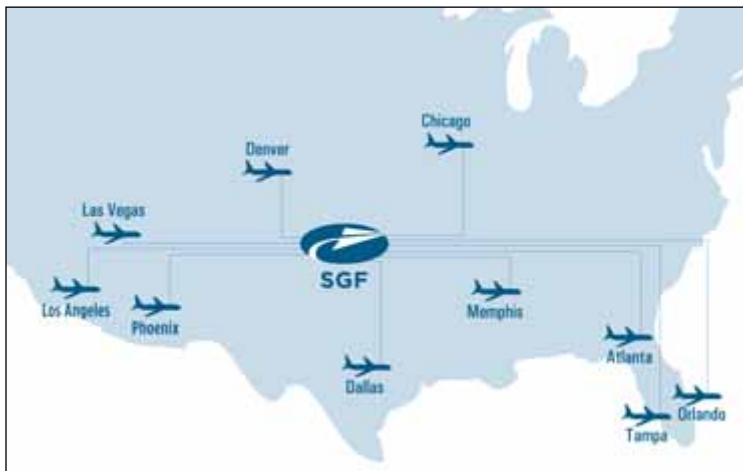 Chicago
Denver
Las Vegas
SGF
Los Angeles
Phoenix
Memphis
Atlanta
Dallas
Orlando
Tampa